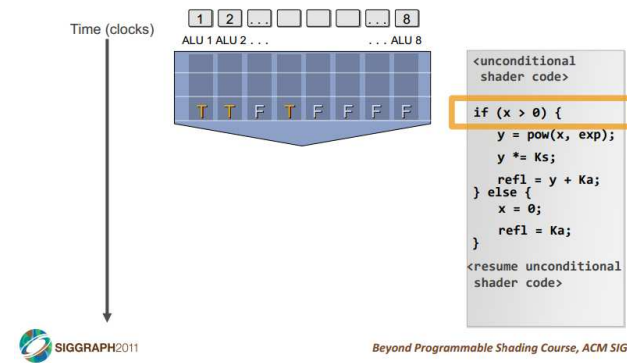 1 2 ... ... 8
Time (clocks)
ALU 1 ALU 2 . . . . . . ALU 8
T T F T F F F F
<unconditional
shader code>
if (x > 0) {
y = pow(x, exp);
y *= Ks;
refl = y + Ka;
} else {
x = 0;
refl = Ka;
}
<resume unconditional
shader code>
SIGGRAPH2011
Beyond Programmable Shading Course, ACM SIG